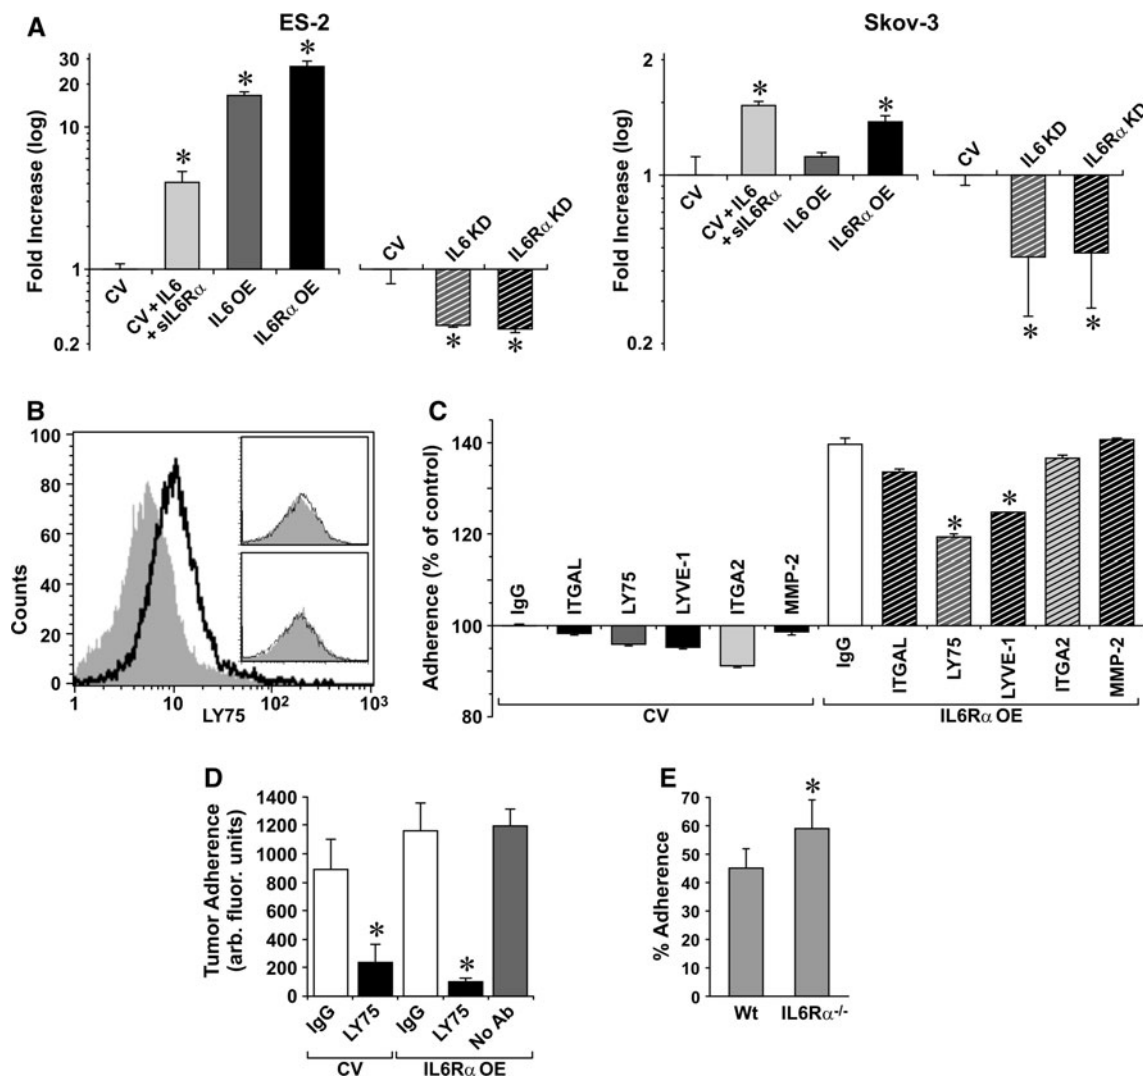 A
ES-2
Skov-3
Fold Increase (log)
30
20
10
1
0.2
*
*
*
CV
CV + IL6
+ sIL6Rα
IL6 OE
IL6Rα OE
CV
IL6 KD
IL6Rα KD
*
*
Fold Increase (log)
2
1
0.2
*
*
CV
CV + IL6
+ sIL6Rα
IL6 OE
IL6Rα OE
CV
IL6 KD
IL6Rα KD
*
*
B
Counts
100
80
60
40
20
0
1
10
10²
10³
LY75
C
Adherence (% of control)
140
120
100
80
IgG
ITGAL
LY75
LYVE-1
ITGA2
MMP-2
*
*
IgG
ITGAL
LY75
LYVE-1
ITGA2
MMP-2
CV
IL6Rα OE
D
Tumor Adherence
(arb. fluor. units)
1400
1200
1000
800
600
400
200
0
*
*
IgG
LY75
IgG
LY75
No Ab
CV
IL6Rα OE
E
% Adherence
70
60
50
40
30
20
10
0
*
Wt
IL6Rα-/-